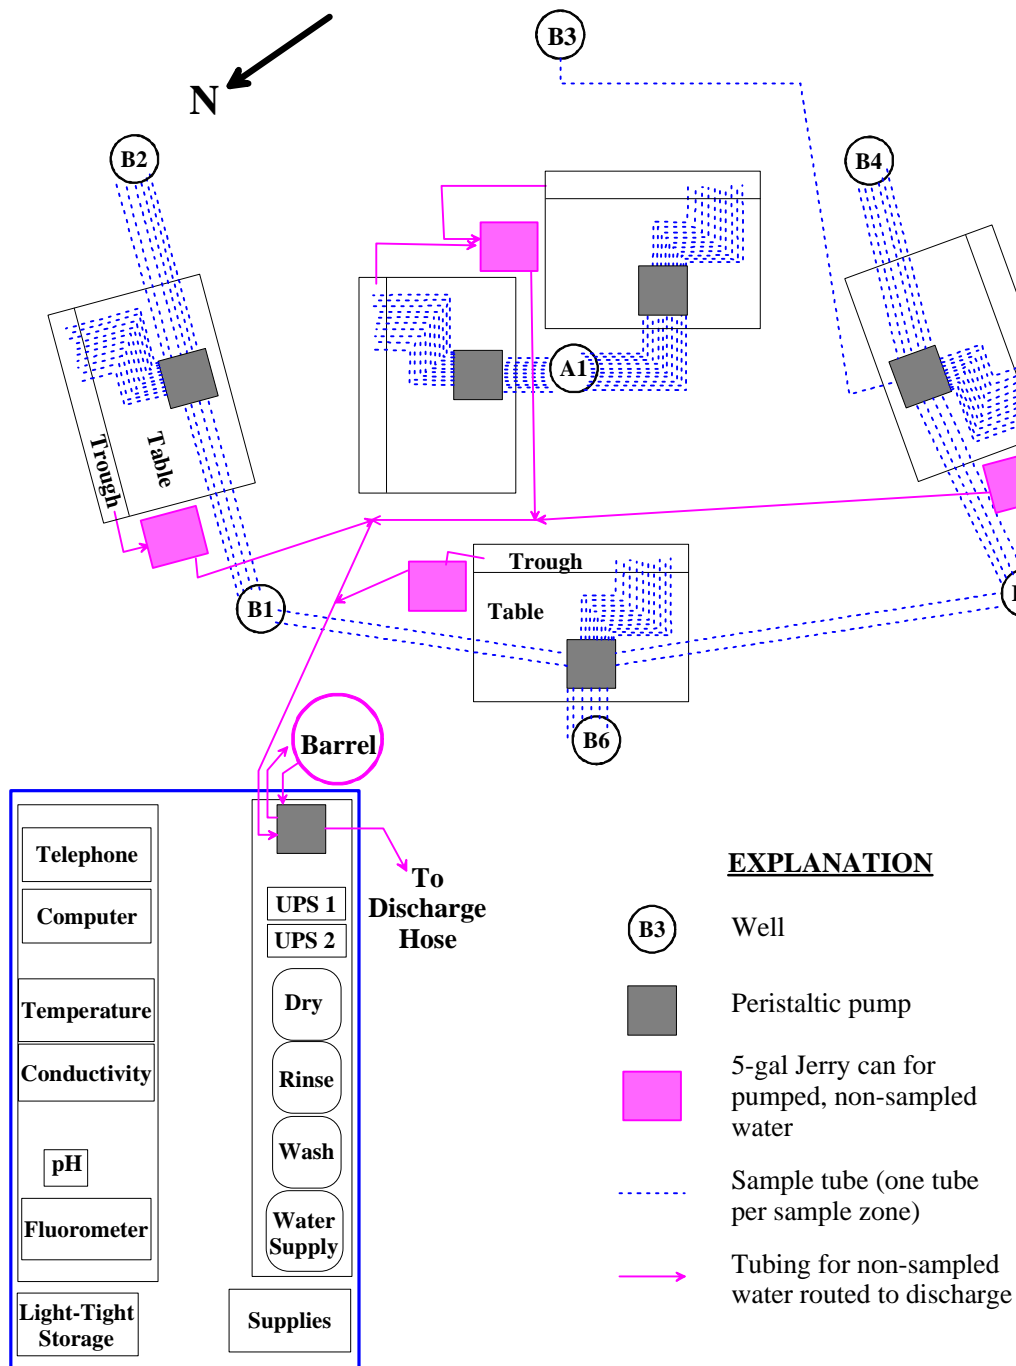 B3
N
B2
B4
A1
Trough
Table
B1
Trough
Table
B6
Barrel
Telephone
Computer
Temperature
Conductivity
pH
Fluorometer
Light-Tight
Storage
UPS 1
UPS 2
Dry
Rinse
Wash
Water
Supply
Supplies
To
Discharge
Hose
EXPLANATION
B3
Well
Peristaltic pump
5-gal Jerry can for
pumped, non-sampled
water
Sample tube (one tube
per sample zone)
Tubing for non-sampled
water routed to discharge